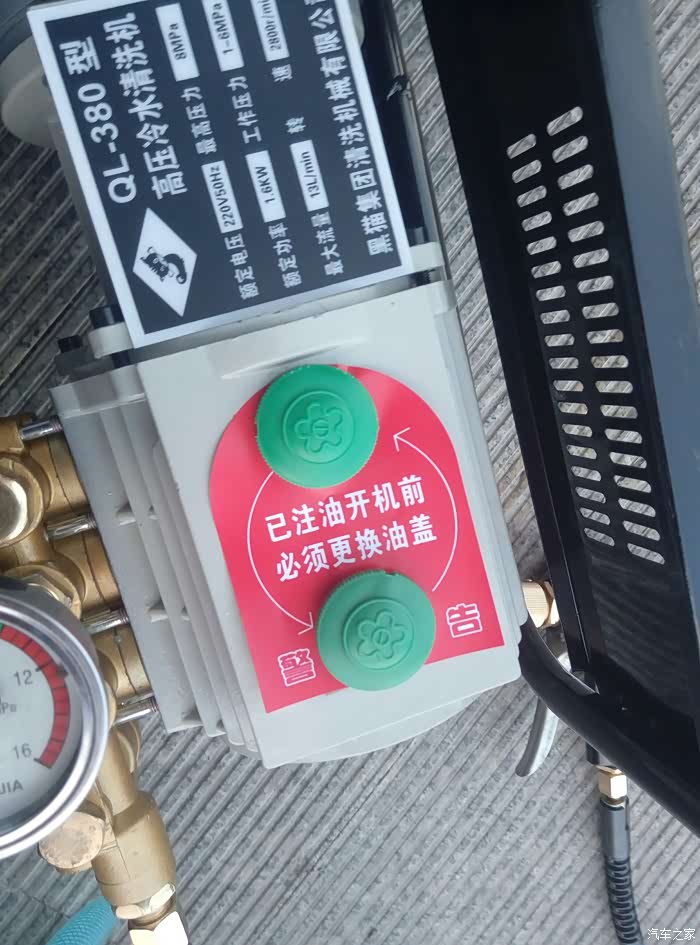 QL-380 型
高压冷水清洗机
额定电压 220V/50Hz 最高压力 8MPa
额定功率 1.6KW 工作压力 1-6MPa
最大流量 13L/min 转 速 2800r/mi
黑猫集团清洗机械有限公
已注油开机前
必须更换油盖
警 告
12
16
JIA
汽车之家